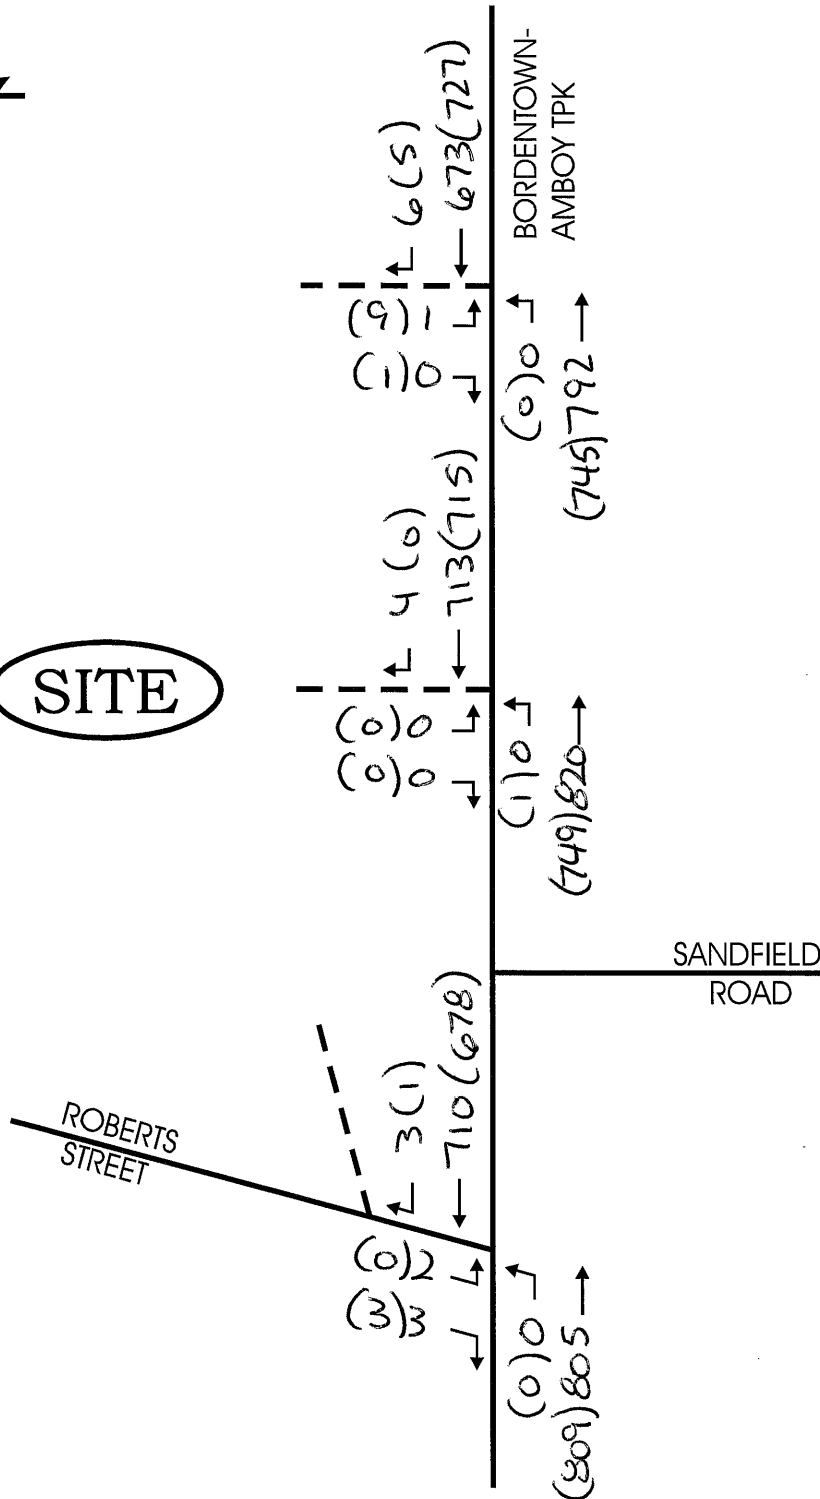 6(5)
673(727)
BORDENTOWN-
AMBOY TPK
(9)1
(1)0
(0)0
(745)792
4(0)
713(715)
SITE
(0)0
(0)0
(1)0
(749)820
SANDFIELD
ROAD
3(1)
710(678)
ROBERTS
STREET
(0)2
(3)3
(0)0
(809)805